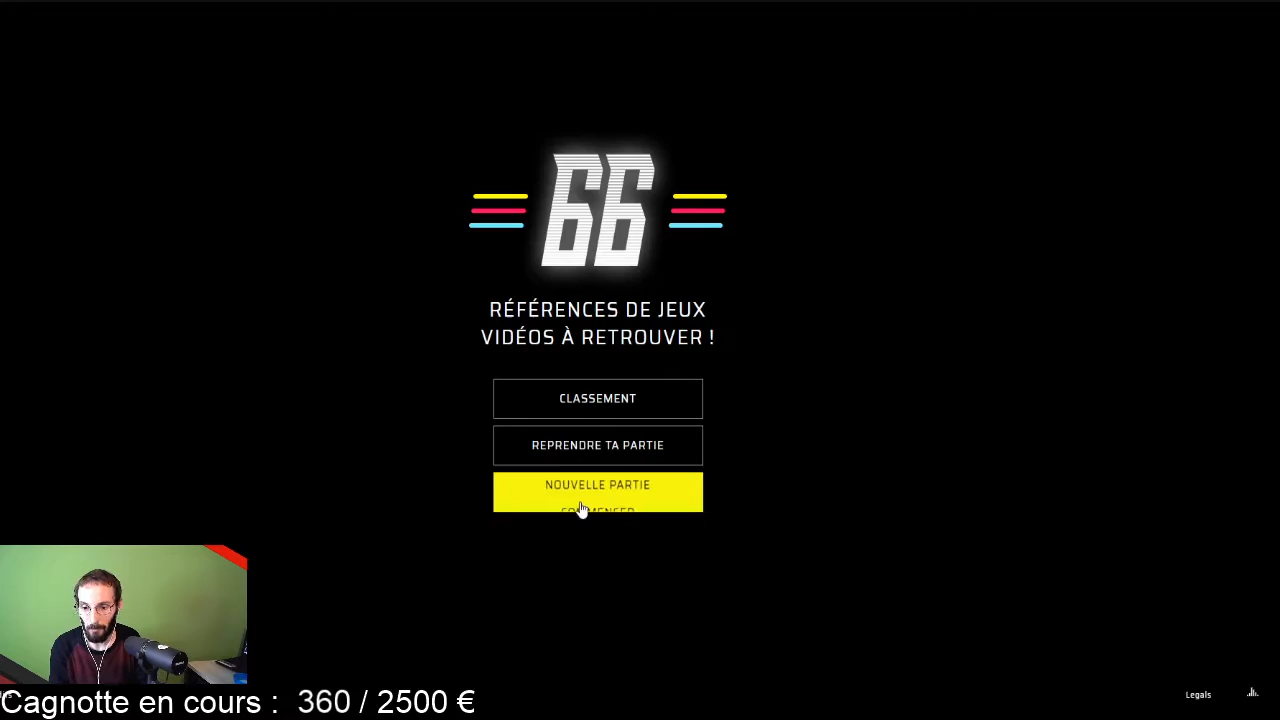 66
RÉFÉRENCES DE JEUX
VIDÉOS À RETROUVER !
CLASSEMENT
REPRENDRE TA PARTIE
NOUVELLE PARTIE
Legals
Cagnotte en cours : 360 / 2500 €